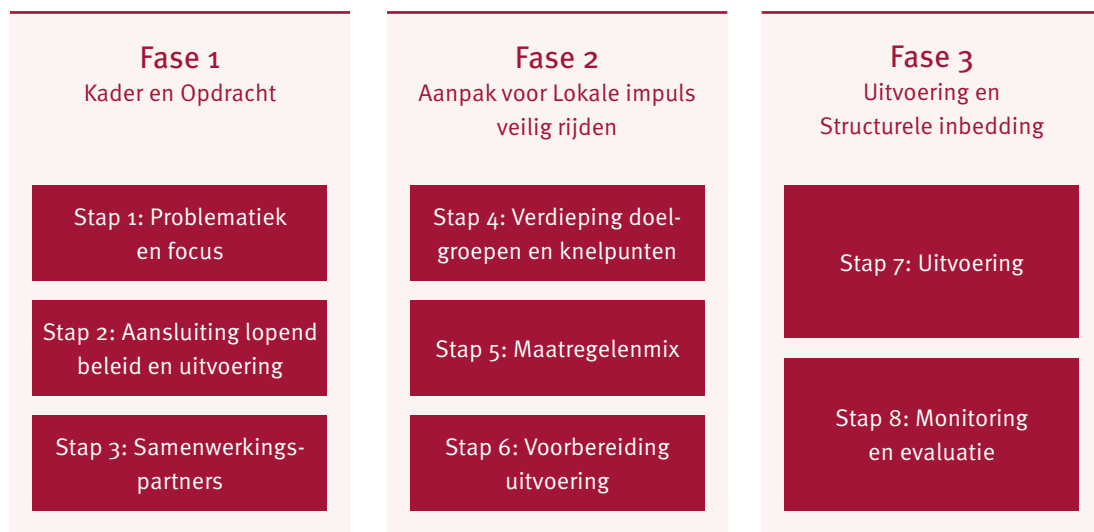 Fase 1
Kader en Opdracht
Stap 1: Problematiek
en focus
Stap 2: Aansluiting lopend
beleid en uitvoering
Stap 3: Samenwerkings-
partners
Fase 2
Aanpak voor Lokale impuls
veilig rijden
Stap 4: Verdieping doel-
groepen en knelpunten
Stap 5: Maatregelenmix
Stap 6: Voorbereiding
uitvoering
Fase 3
Uitvoering en
Structurele inbedding
Stap 7: Uitvoering
Stap 8: Monitoring
en evaluatie